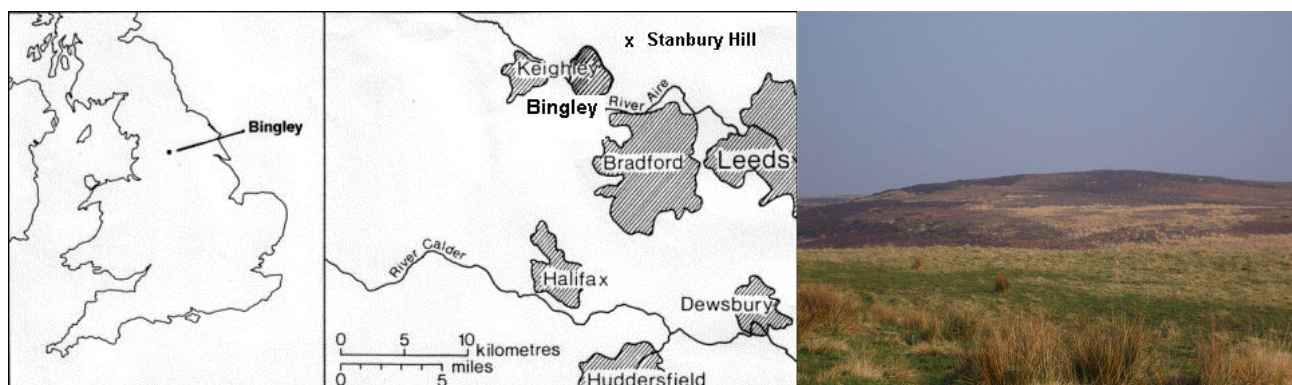 Bingley
x Stanbury Hill
Keighley
Bingley
River Aire
Bradford
Leeds
River Calder
Halifax
Dewsbury
0 5 10
kilometres
miles
0 5
Huddersfield